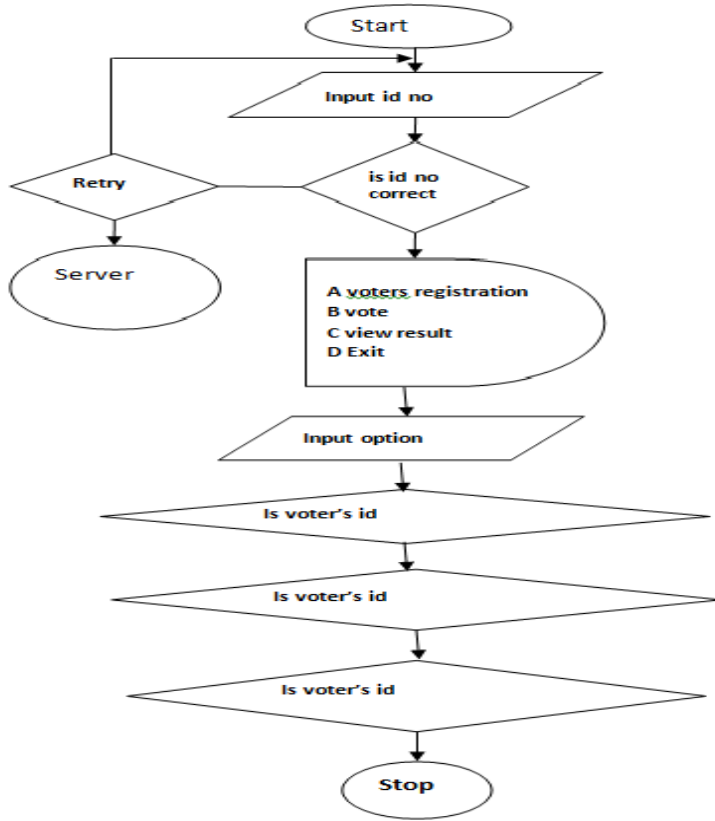 Start
Input id no
is id no
correct
Retry
Server
A voters registration
B vote
C view result
D Exit
Input option
Is voter's id
Is voter's id
Is voter's id
Stop